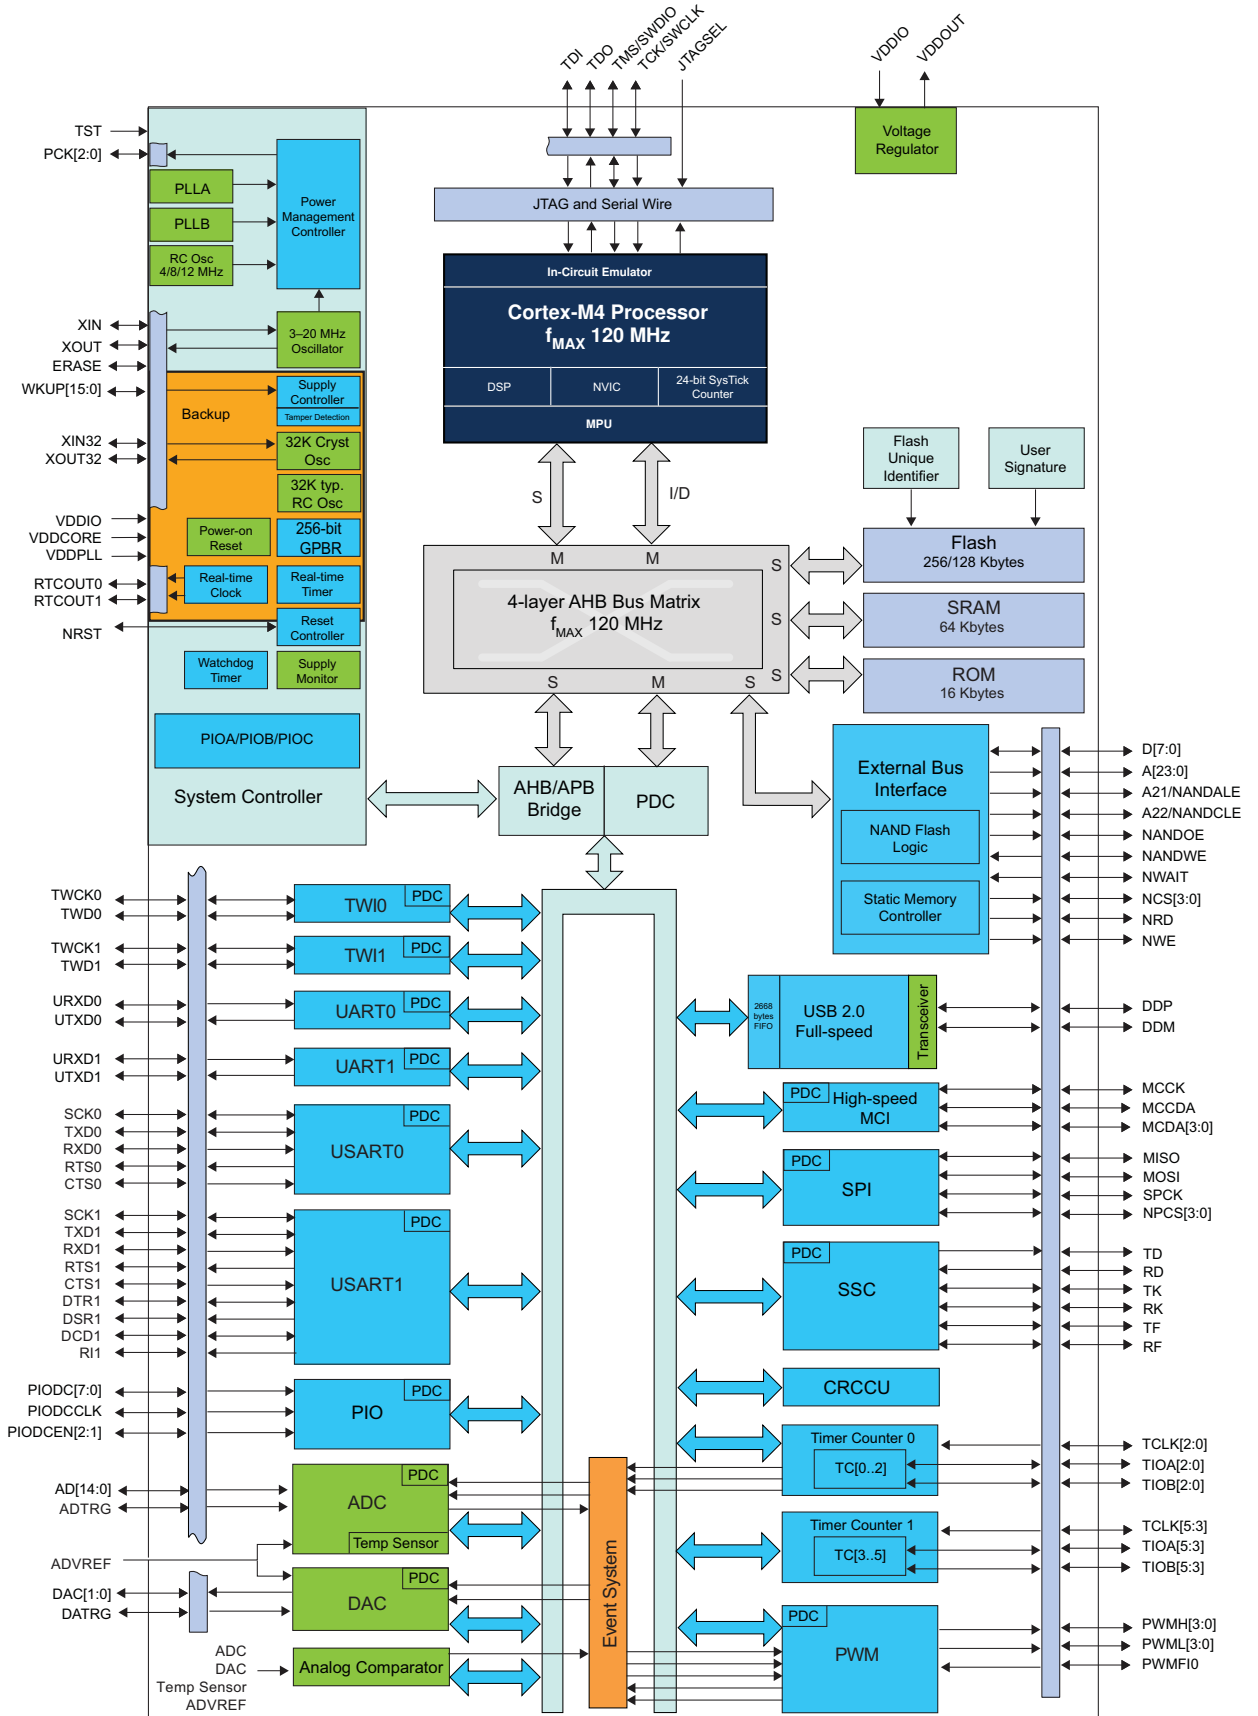 TDI
TDO
TMS/SWDIO
TCK/SWCLK
JTAGSEL
VDDIO
VDDOUT
Voltage
Regulator
TST
PCK[2:0]
PLLA
PLLB
RC Osc
4/8/12 MHz
Power
Management
Controller
JTAG and Serial Wire
In-Circuit Emulator
Cortex-M4 Processor
fMAX 120 MHz
DSP
NVIC
24-bit SysTick
Counter
MPU
XIN
XOUT
ERASE
WKUP[15:0]
XIN32
XOUT32
VDDIO
VDDCORE
VDDPLL
RTCOUT0
RTCOUT1
NRST
3–20 MHz
Oscillator
Backup
Supply
Controller
Tamper Detection
32K Cryst
Osc
32K typ.
RC Osc
Power-on
Reset
256-bit
GPBR
Real-time
Clock
Real-time
Timer
Reset
Controller
Watchdog
Timer
Supply
Monitor
PIOA/PIOB/PIOC
System Controller
S
I/D
M
M
4-layer AHB Bus Matrix
fMAX 120 MHz
S
S
S
S
M
S
Flash
Unique
Identifier
User
Signature
Flash
256/128 Kbytes
SRAM
64 Kbytes
ROM
16 Kbytes
AHB/APB
Bridge
PDC
External Bus
Interface
NAND Flash
Logic
Static Memory
Controller
D[7:0]
A[23:0]
A21/NANDALE
A22/NANDCLE
NANDOE
NANDWE
NWAIT
NCS[3:0]
NRD
NWE
TWCK0
TWD0
PDC
TWI0
TWCK1
TWD1
PDC
TWI1
URXD0
UTXD0
PDC
UART0
URXD1
UTXD1
PDC
UART1
SCK0
TXD0
RXD0
RTS0
CTS0
PDC
USART0
SCK1
TXD1
RXD1
RTS1
CTS1
DTR1
DSR1
DCD1
RI1
PDC
USART1
PIODC[7:0]
PIODCCLK
PIODCEN[2:1]
PDC
PIO
AD[14:0]
ADTRG
PDC
ADC
Temp Sensor
ADVREF
DAC[1:0]
DATRG
PDC
DAC
ADC
DAC
Temp Sensor
ADVREF
Analog Comparator
Event System
2668
bytes
FIFO
USB 2.0
Full-speed
Transceiver
DDP
DDM
PDC
High-speed
MCI
MCCK
MCCDA
MCDA[3:0]
PDC
SPI
MISO
MOSI
SPCK
NPCS[3:0]
PDC
SSC
TD
RD
TK
RK
TF
RF
CRCCU
Timer Counter 0
TC[0..2]
TCLK[2:0]
TIOA[2:0]
TIOB[2:0]
Timer Counter 1
TC[3..5]
TCLK[5:3]
TIOA[5:3]
TIOB[5:3]
PDC
PWM
PWMH[3:0]
PWML[3:0]
PWMFI0